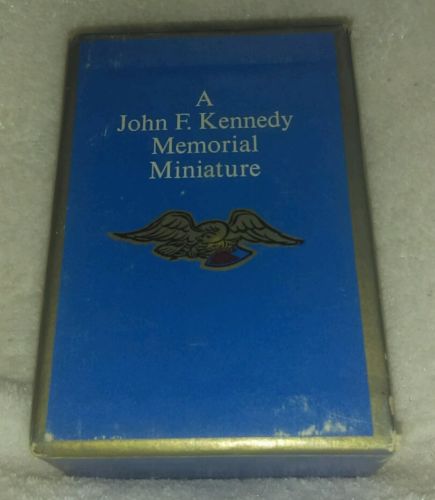 A
John F. Kennedy
Memorial
Miniature